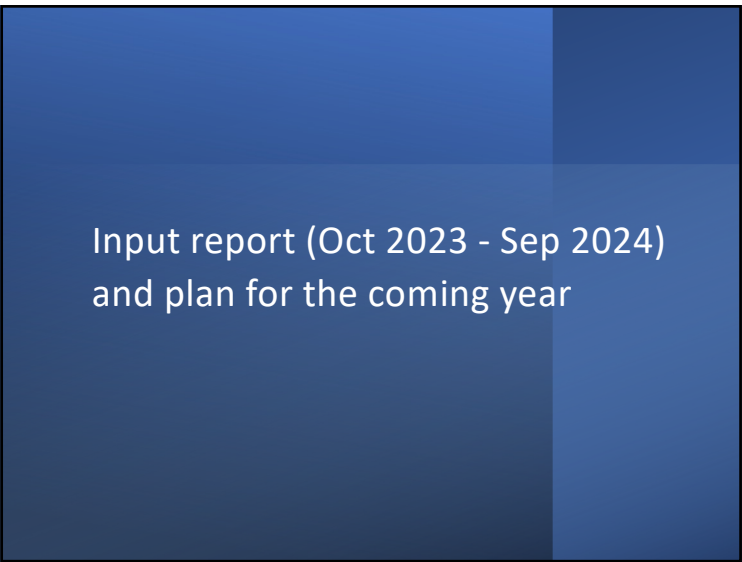 Input report (Oct 2023 - Sep 2024)
and plan for the coming year